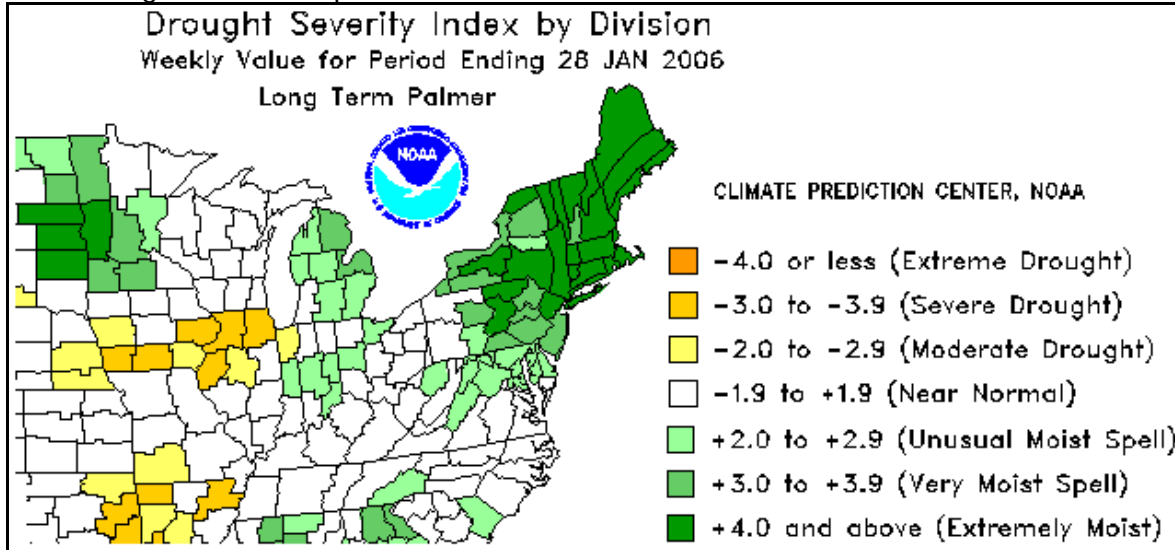 Drought Severity Index by Division
Weekly Value for Period Ending 28 JAN 2006
Long Term Palmer
NOAA
CLIMATE PREDICTION CENTER, NOAA
-4.0 or less (Extreme Drought)
-3.0 to -3.9 (Severe Drought)
-2.0 to -2.9 (Moderate Drought)
-1.9 to +1.9 (Near Normal)
+2.0 to +2.9 (Unusual Moist Spell)
+3.0 to +3.9 (Very Moist Spell)
+4.0 and above (Extremely Moist)